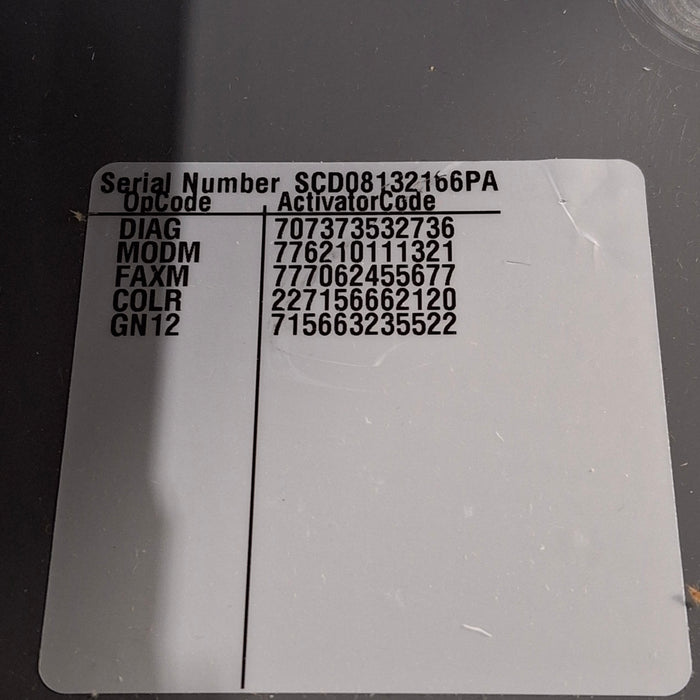 Serial Number SCD08132166PA
OpCode ActivatorCode
DIAG 707373532736
MODM 776210111321
FAXM 777062455677
COLR 227156662120
GN12 715663235522